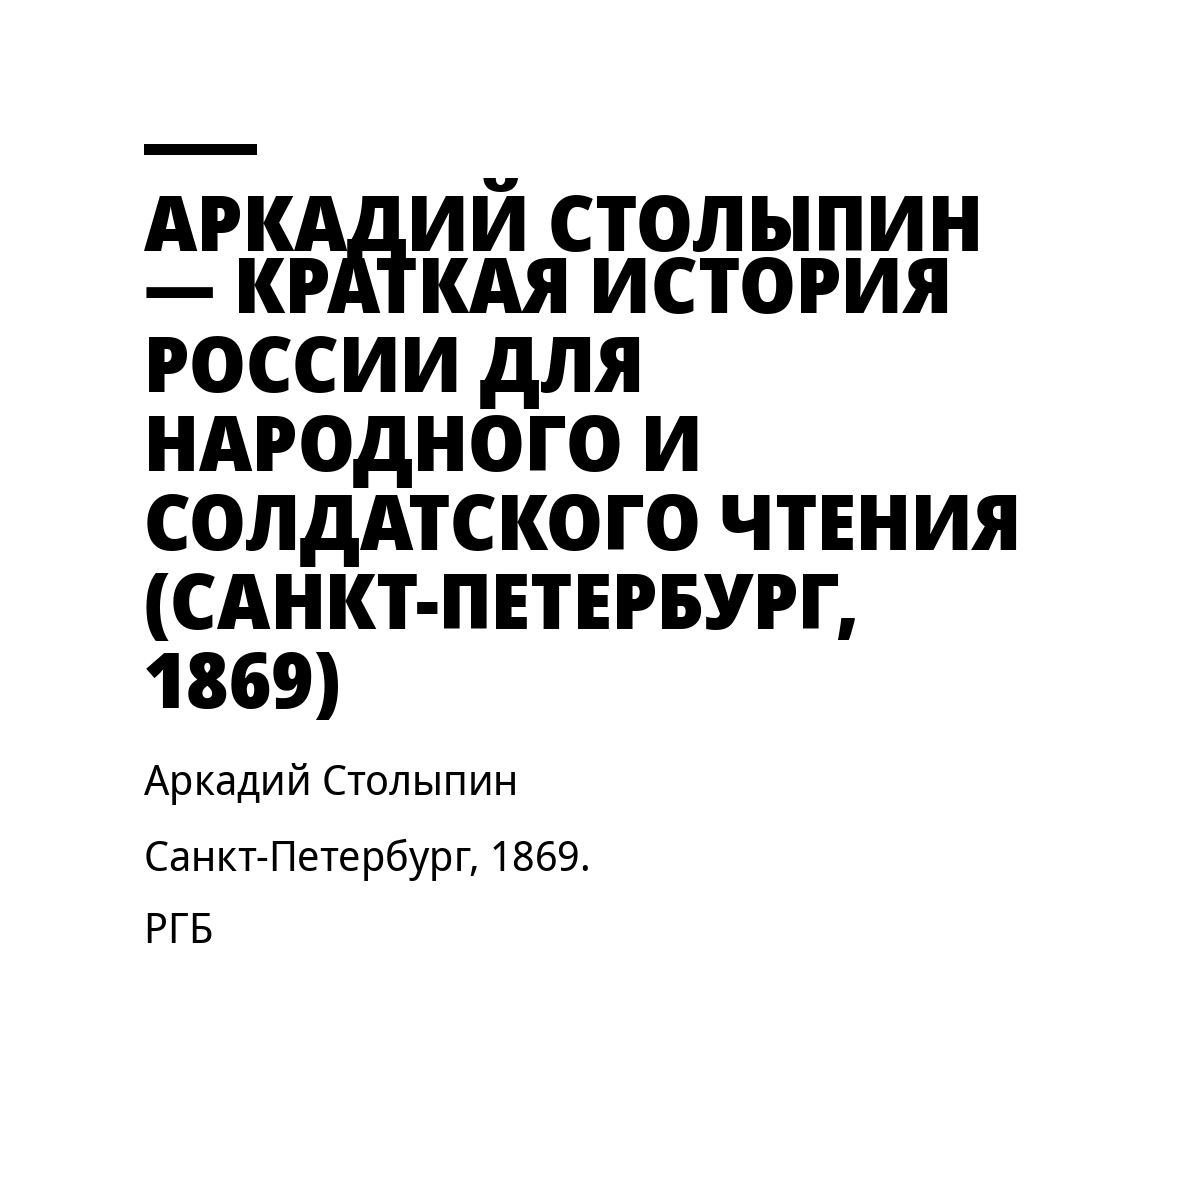 АРКАДИЙ СТОЛЫПИН
— КРАТКАЯ ИСТОРИЯ
РОССИИ ДЛЯ
НАРОДНОГО И
СОЛДАТСКОГО ЧТЕНИЯ
(САНКТ-ПЕТЕРБУРГ,
1869)
Аркадий Столыпин
Санкт-Петербург, 1869.
РГБ